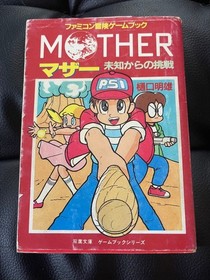 ファミコン冒険ゲームブック
MOTHER
マザー 未知からの挑戦
樋口明雄
PSI
双葉文庫 ゲームブックシリーズ